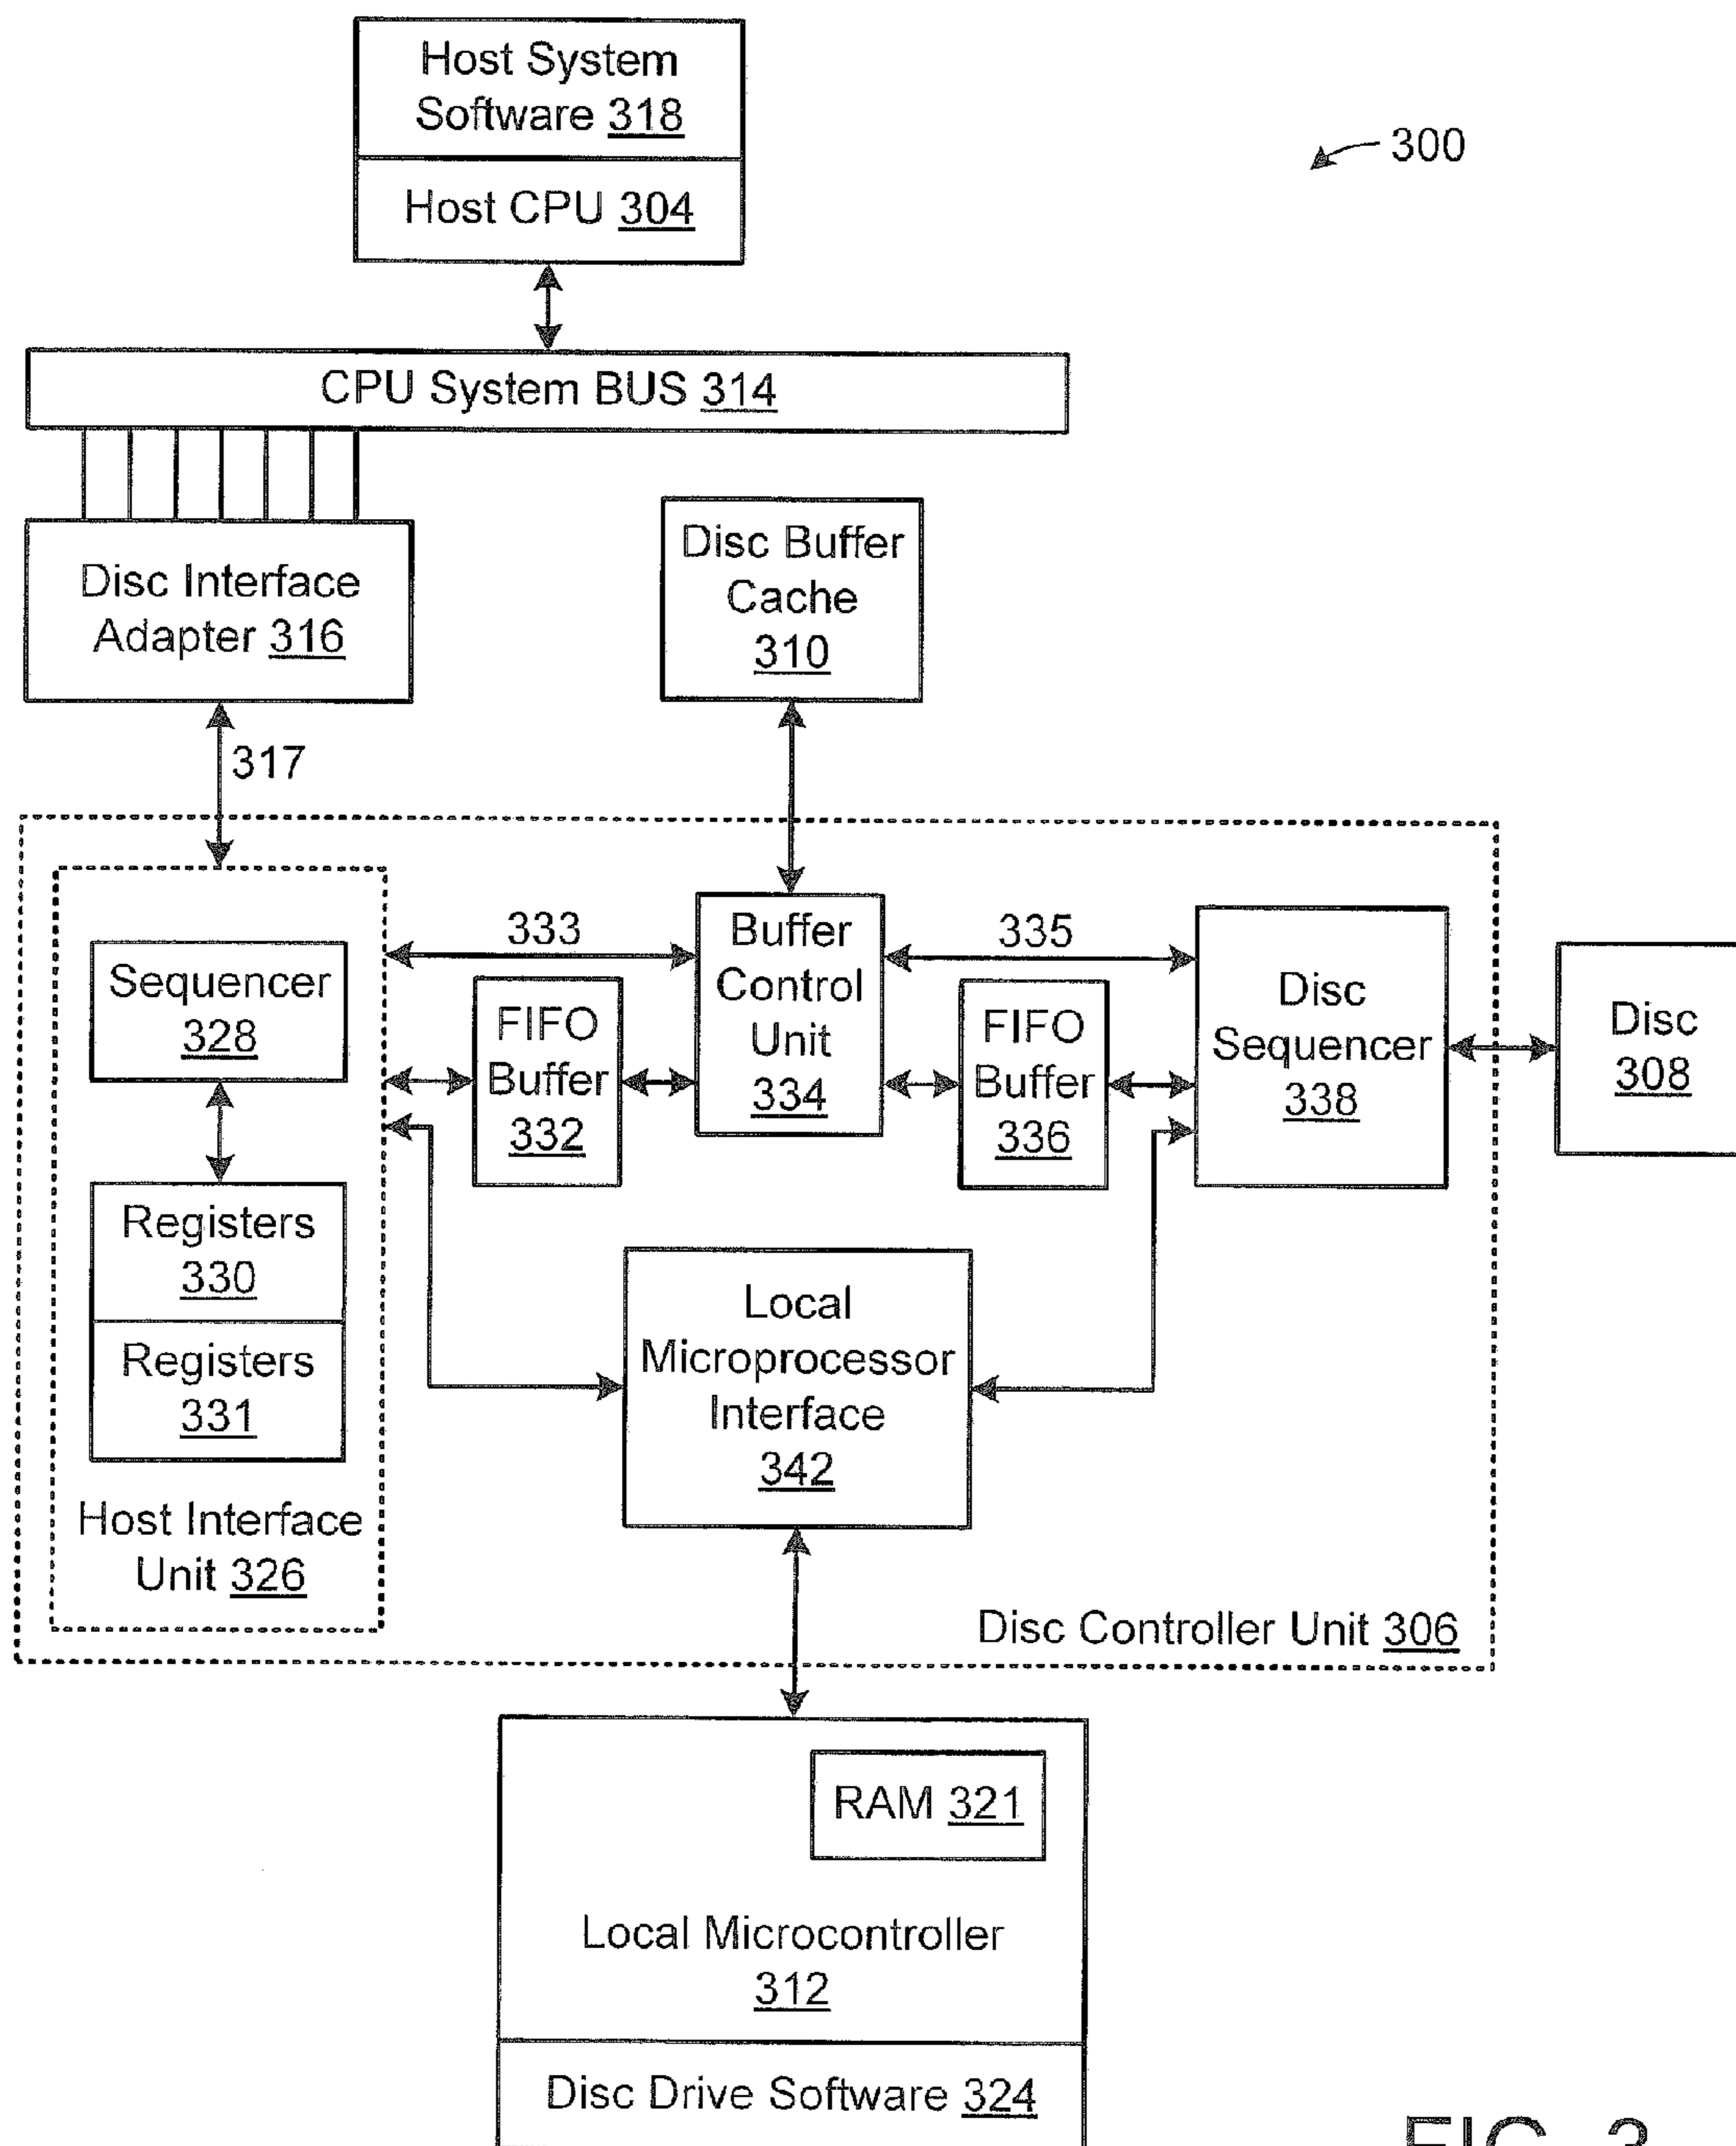 Host System
Software 318
Host CPU 304
300
CPU System BUS 314
Disc Interface
Adapter 316
Disc Buffer
Cache
310
317
333
335
Sequencer
328
FIFO
Buffer
332
Buffer
Control
Unit
334
FIFO
Buffer
336
Disc
Sequencer
338
Disc
308
Registers
330
Registers
331
Local
Microprocessor
Interface
342
Host Interface
Unit 326
Disc Controller Unit 306
RAM 321
Local Microcontroller
312
Disc Drive Software 324
FIG. 3